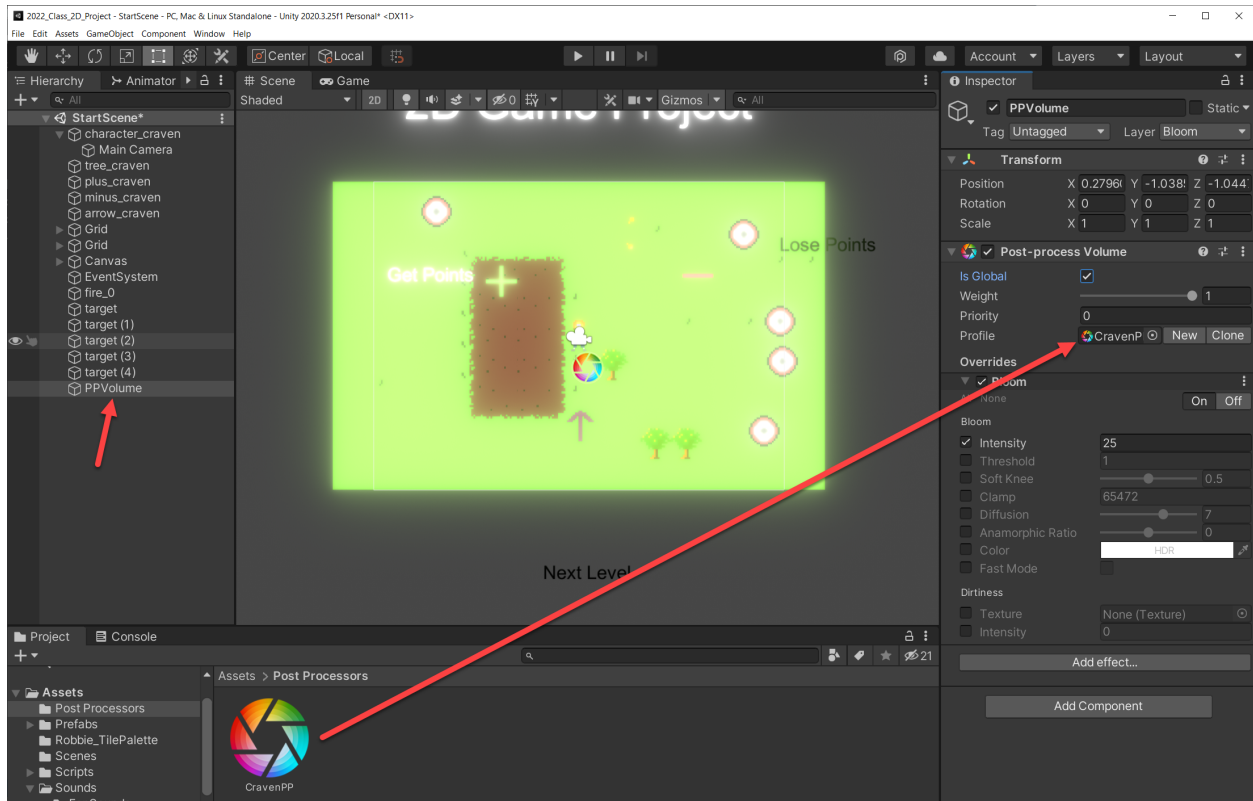 2022_Class_2D_Project - StartScene - PC, Mac & Linux Standalone - Unity 2020.3.25f1 Personal* <DX11>
File Edit Assets GameObject Component Window Help
Center Local Account Layers Layout
Hierarchy Animator
All
StartScene*
character_craven
Main Camera
tree_craven
plus_craven
minus_craven
arrow_craven
Grid
Grid
Canvas
EventSystem
fire_0
target
target (1)
target (2)
target (3)
target (4)
PPVolume
Scene Game
Shaded 2D 0 Gizmos All
2D Game Project
Lose Points
Get Points
Next Level
Inspector
PPVolume Static
Tag Untagged Layer Bloom
Transform
Position X 0.2796 Y -1.038 Z -1.044
Rotation X 0 Y 0 Z 0
Scale X 1 Y 1 Z 1
Post-process Volume
Is Global
Weight 1
Priority 0
Profile CravenP New Clone
Overrides
Bloom
None On Off
Bloom
Intensity 25
Threshold 1
Soft Knee 0.5
Clamp 65472
Diffusion 7
Anamorphic Ratio 0
Color HDR
Fast Mode
Dirtiness
Texture None (Texture)
Intensity 0
Add effect...
Add Component
Project Console
21
Assets
Post Processors
Prefabs
Robbie_TilePalette
Scenes
Scripts
Sounds
Assets > Post Processors
CravenPP